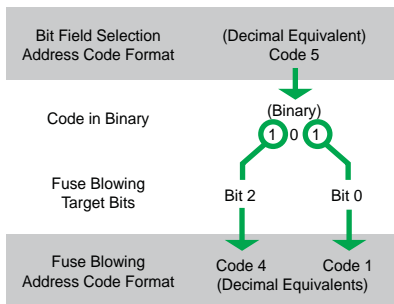 Bit Field Selection
Address Code Format
(Decimal Equivalent)
Code 5
Code in Binary
(Binary)
1 0 1
Fuse Blowing
Target Bits
Bit 2
Bit 0
Fuse Blowing
Address Code Format
Code 4
Code 1
(Decimal Equivalents)